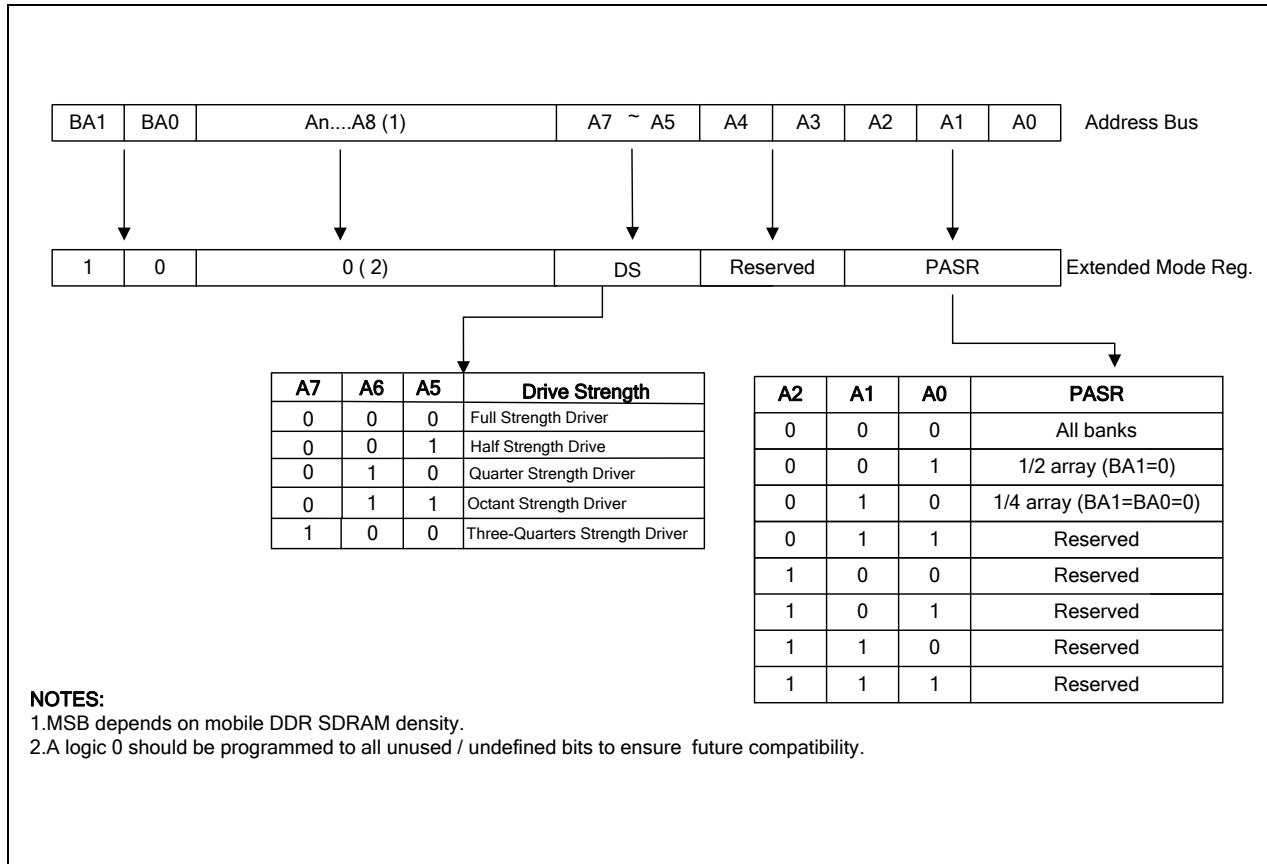 BA1 BA0 An....A8 (1) A7 ~ A5 A4 A3 A2 A1 A0 Address Bus
1 0 0 ( 2) DS Reserved PASR Extended Mode Reg.
A7 A6 A5 Drive Strength
0 0 0 Full Strength Driver
0 0 1 Half Strength Drive
0 1 0 Quarter Strength Driver
0 1 1 Octant Strength Driver
1 0 0 Three-Quarters Strength Driver
A2 A1 A0 PASR
0 0 0 All banks
0 0 1 1/2 array (BA1=0)
0 1 0 1/4 array (BA1=BA0=0)
0 1 1 Reserved
1 0 0 Reserved
1 0 1 Reserved
1 1 0 Reserved
1 1 1 Reserved
NOTES:
1.MSB depends on mobile DDR SDRAM density.
2.A logic 0 should be programmed to all unused / undefined bits to ensure future compatibility.